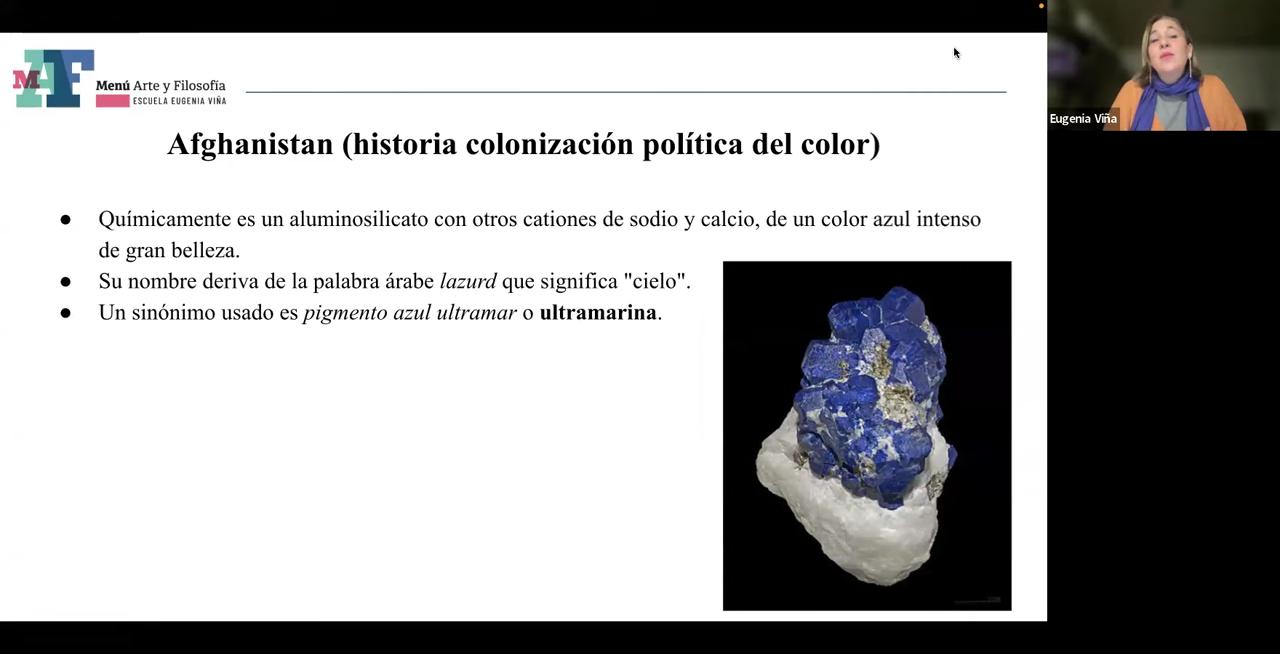 MAF
Menú Arte y Filosofía
ESCUELA EUGENIA VIÑA
Eugenia Viña
Afghanistan (historia colonización política del color)
● Químicamente es un aluminosilicato con otros cationes de sodio y calcio, de un color azul intenso
de gran belleza.
● Su nombre deriva de la palabra árabe lazurd que significa "cielo".
● Un sinónimo usado es pigmento azul ultramar o ultramarina.